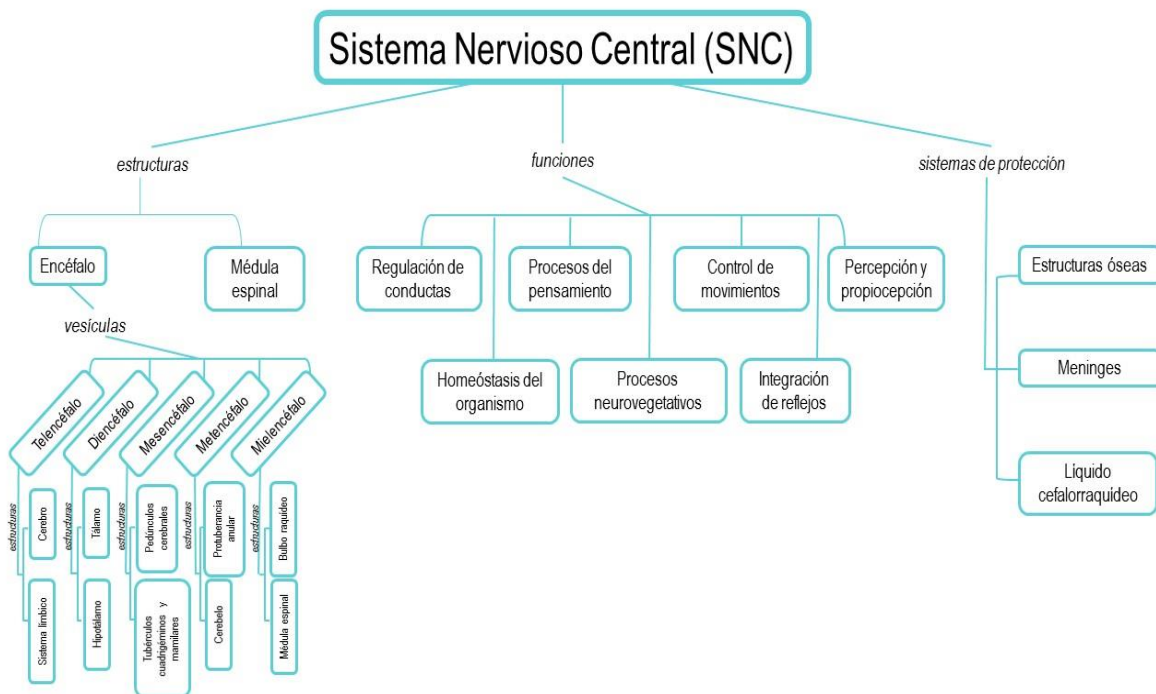 Sistema Nervioso Central (SNC)
estructuras
funciones
sistemas de protección
Encéfalo
Médula
espinal
vesículas
Telencéfalo
Diencéfalo
Mesencéfalo
Metencéfalo
Mielencéfalo
estructuras
Cerebro
Sistema límbico
estructuras
Tálamo
Hipotálamo
estructuras
Pedúnculos
cerebrales
Tubérculos
cuadrigéminos y
mamilares
estructuras
Protuberancia
anular
Cerebelo
estructuras
Bulbo raquídeo
Médula espinal
Regulación de
conductas
Procesos del
pensamiento
Control de
movimientos
Percepción y
propiocepción
Homeóstasis del
organismo
Procesos
neurovegetativos
Integración
de reflejos
Estructuras óseas
Meninges
Líquido
cefalorraquídeo